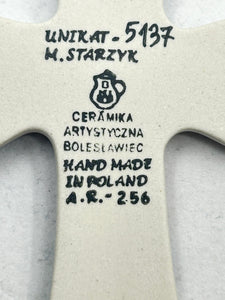 UNIKAT - 5137
M. STARZYK
CERAMIKA
ARTYSTYCZNA
BOLESŁAWIEC
HAND MADE
IN POLAND
A.R. - 256